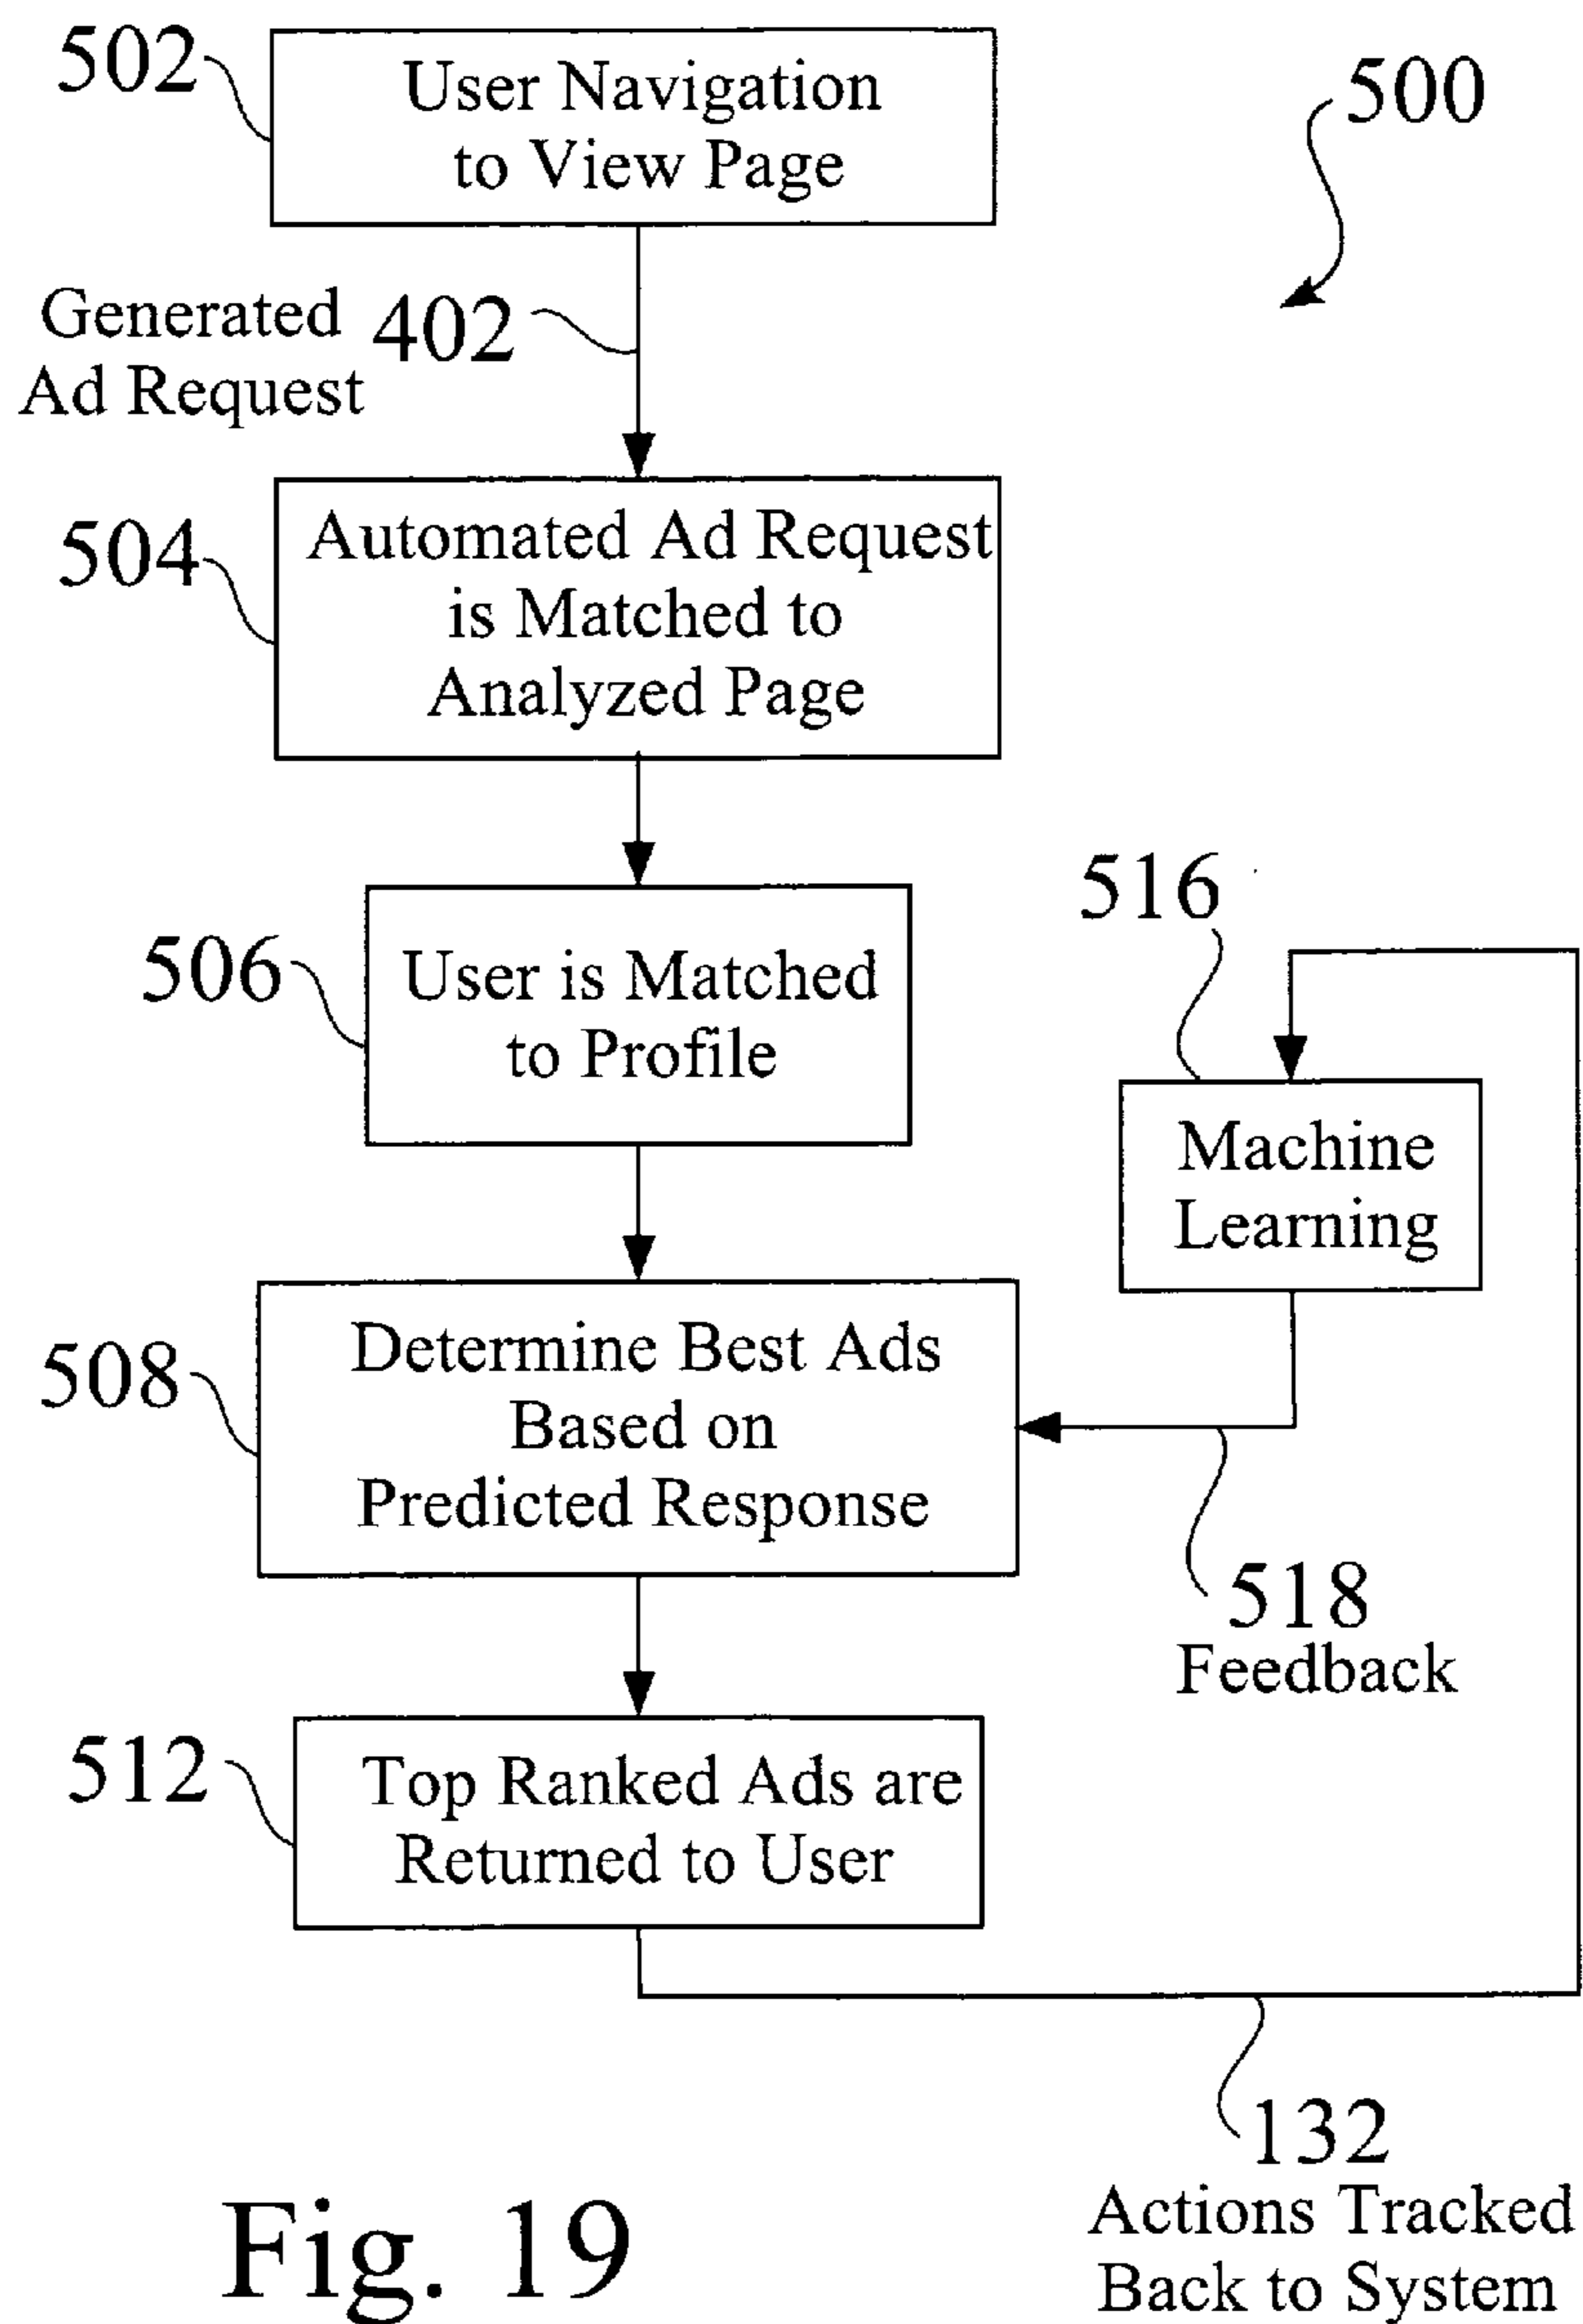 502
User Navigation
to View Page
500
Generated
Ad Request
402
504
Automated Ad Request
is Matched to
Analyzed Page
506
User is Matched
to Profile
516
Machine
Learning
508
Determine Best Ads
Based on
Predicted Response
518
Feedback
512
Top Ranked Ads are
Returned to User
132
Actions Tracked
Back to System
Fig. 19